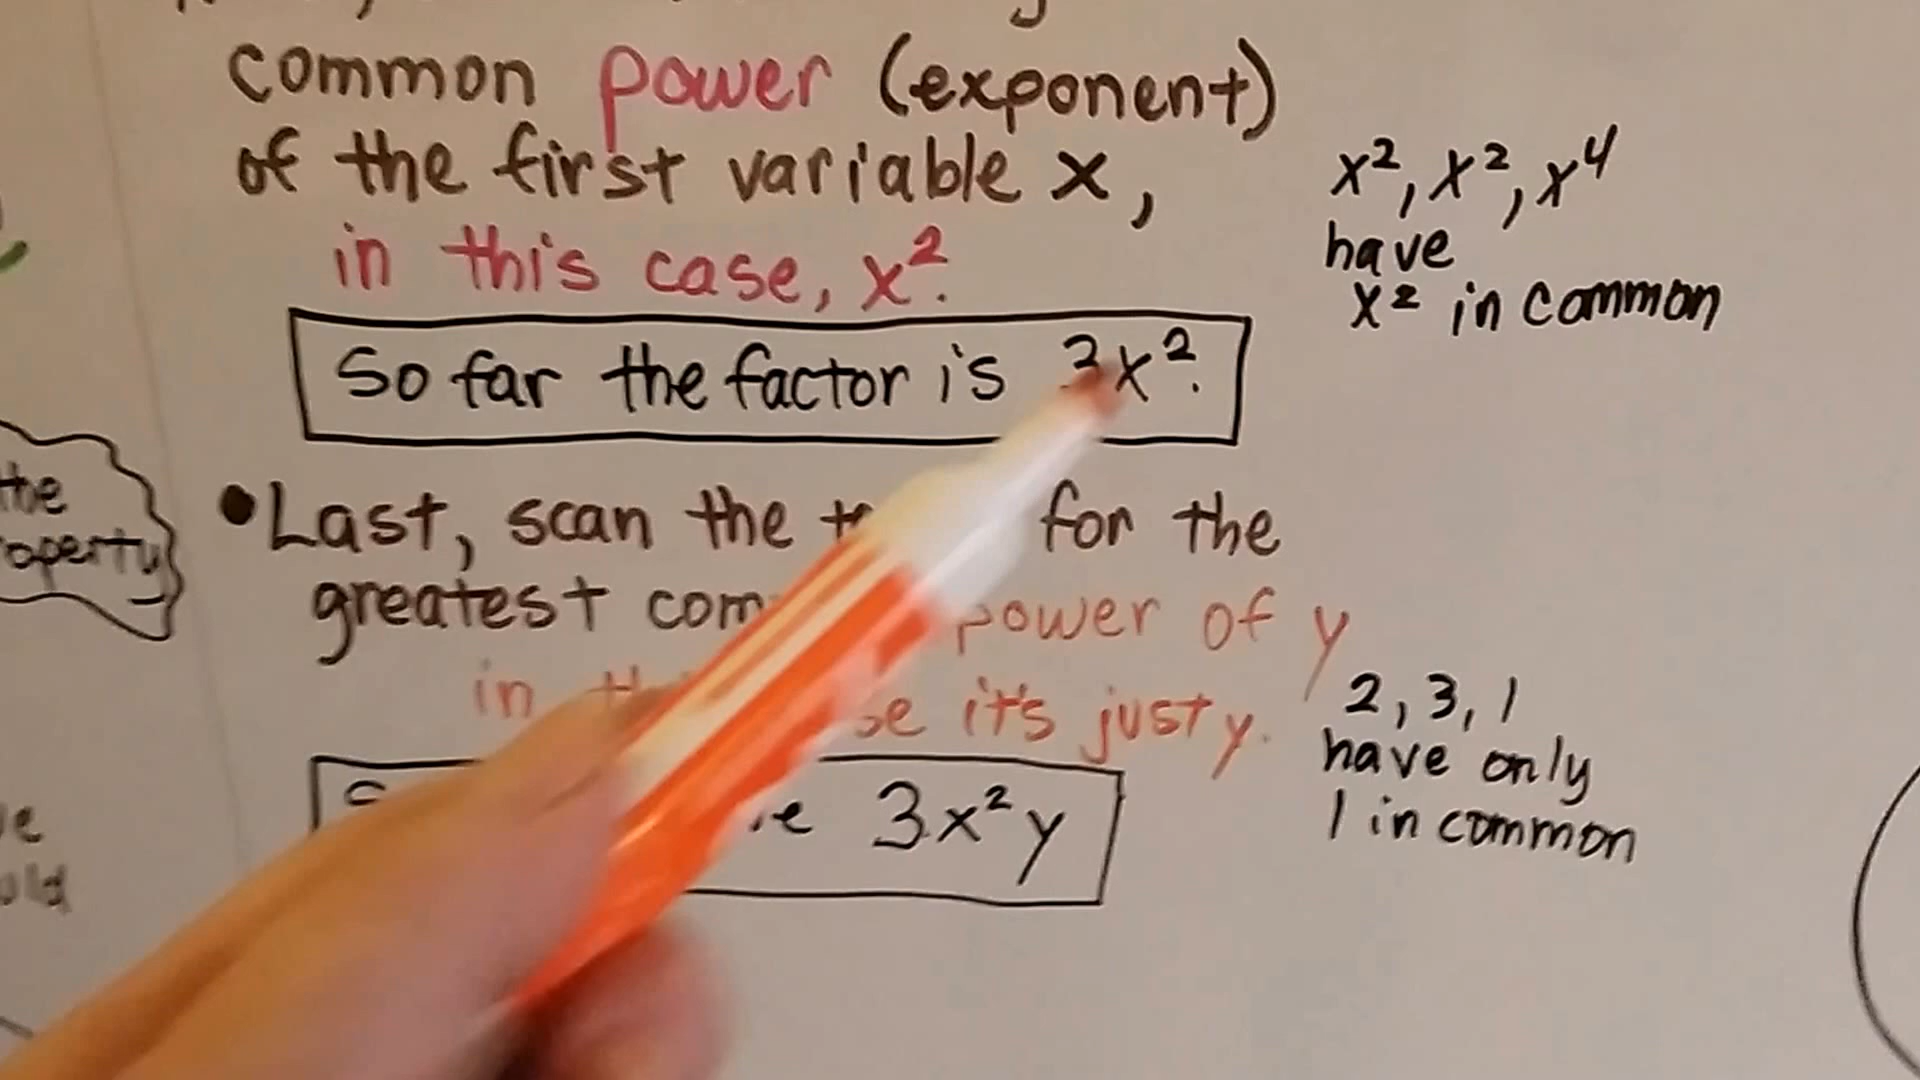 common power (exponent)
of the first variable x,
in this case, x².
x², x², x⁴
have
x² in common
So far the factor is 3x².
the
operty
• Last, scan the for the
greatest power of y
in it's just y.
2, 3, 1
have only
1 in common
3x²y